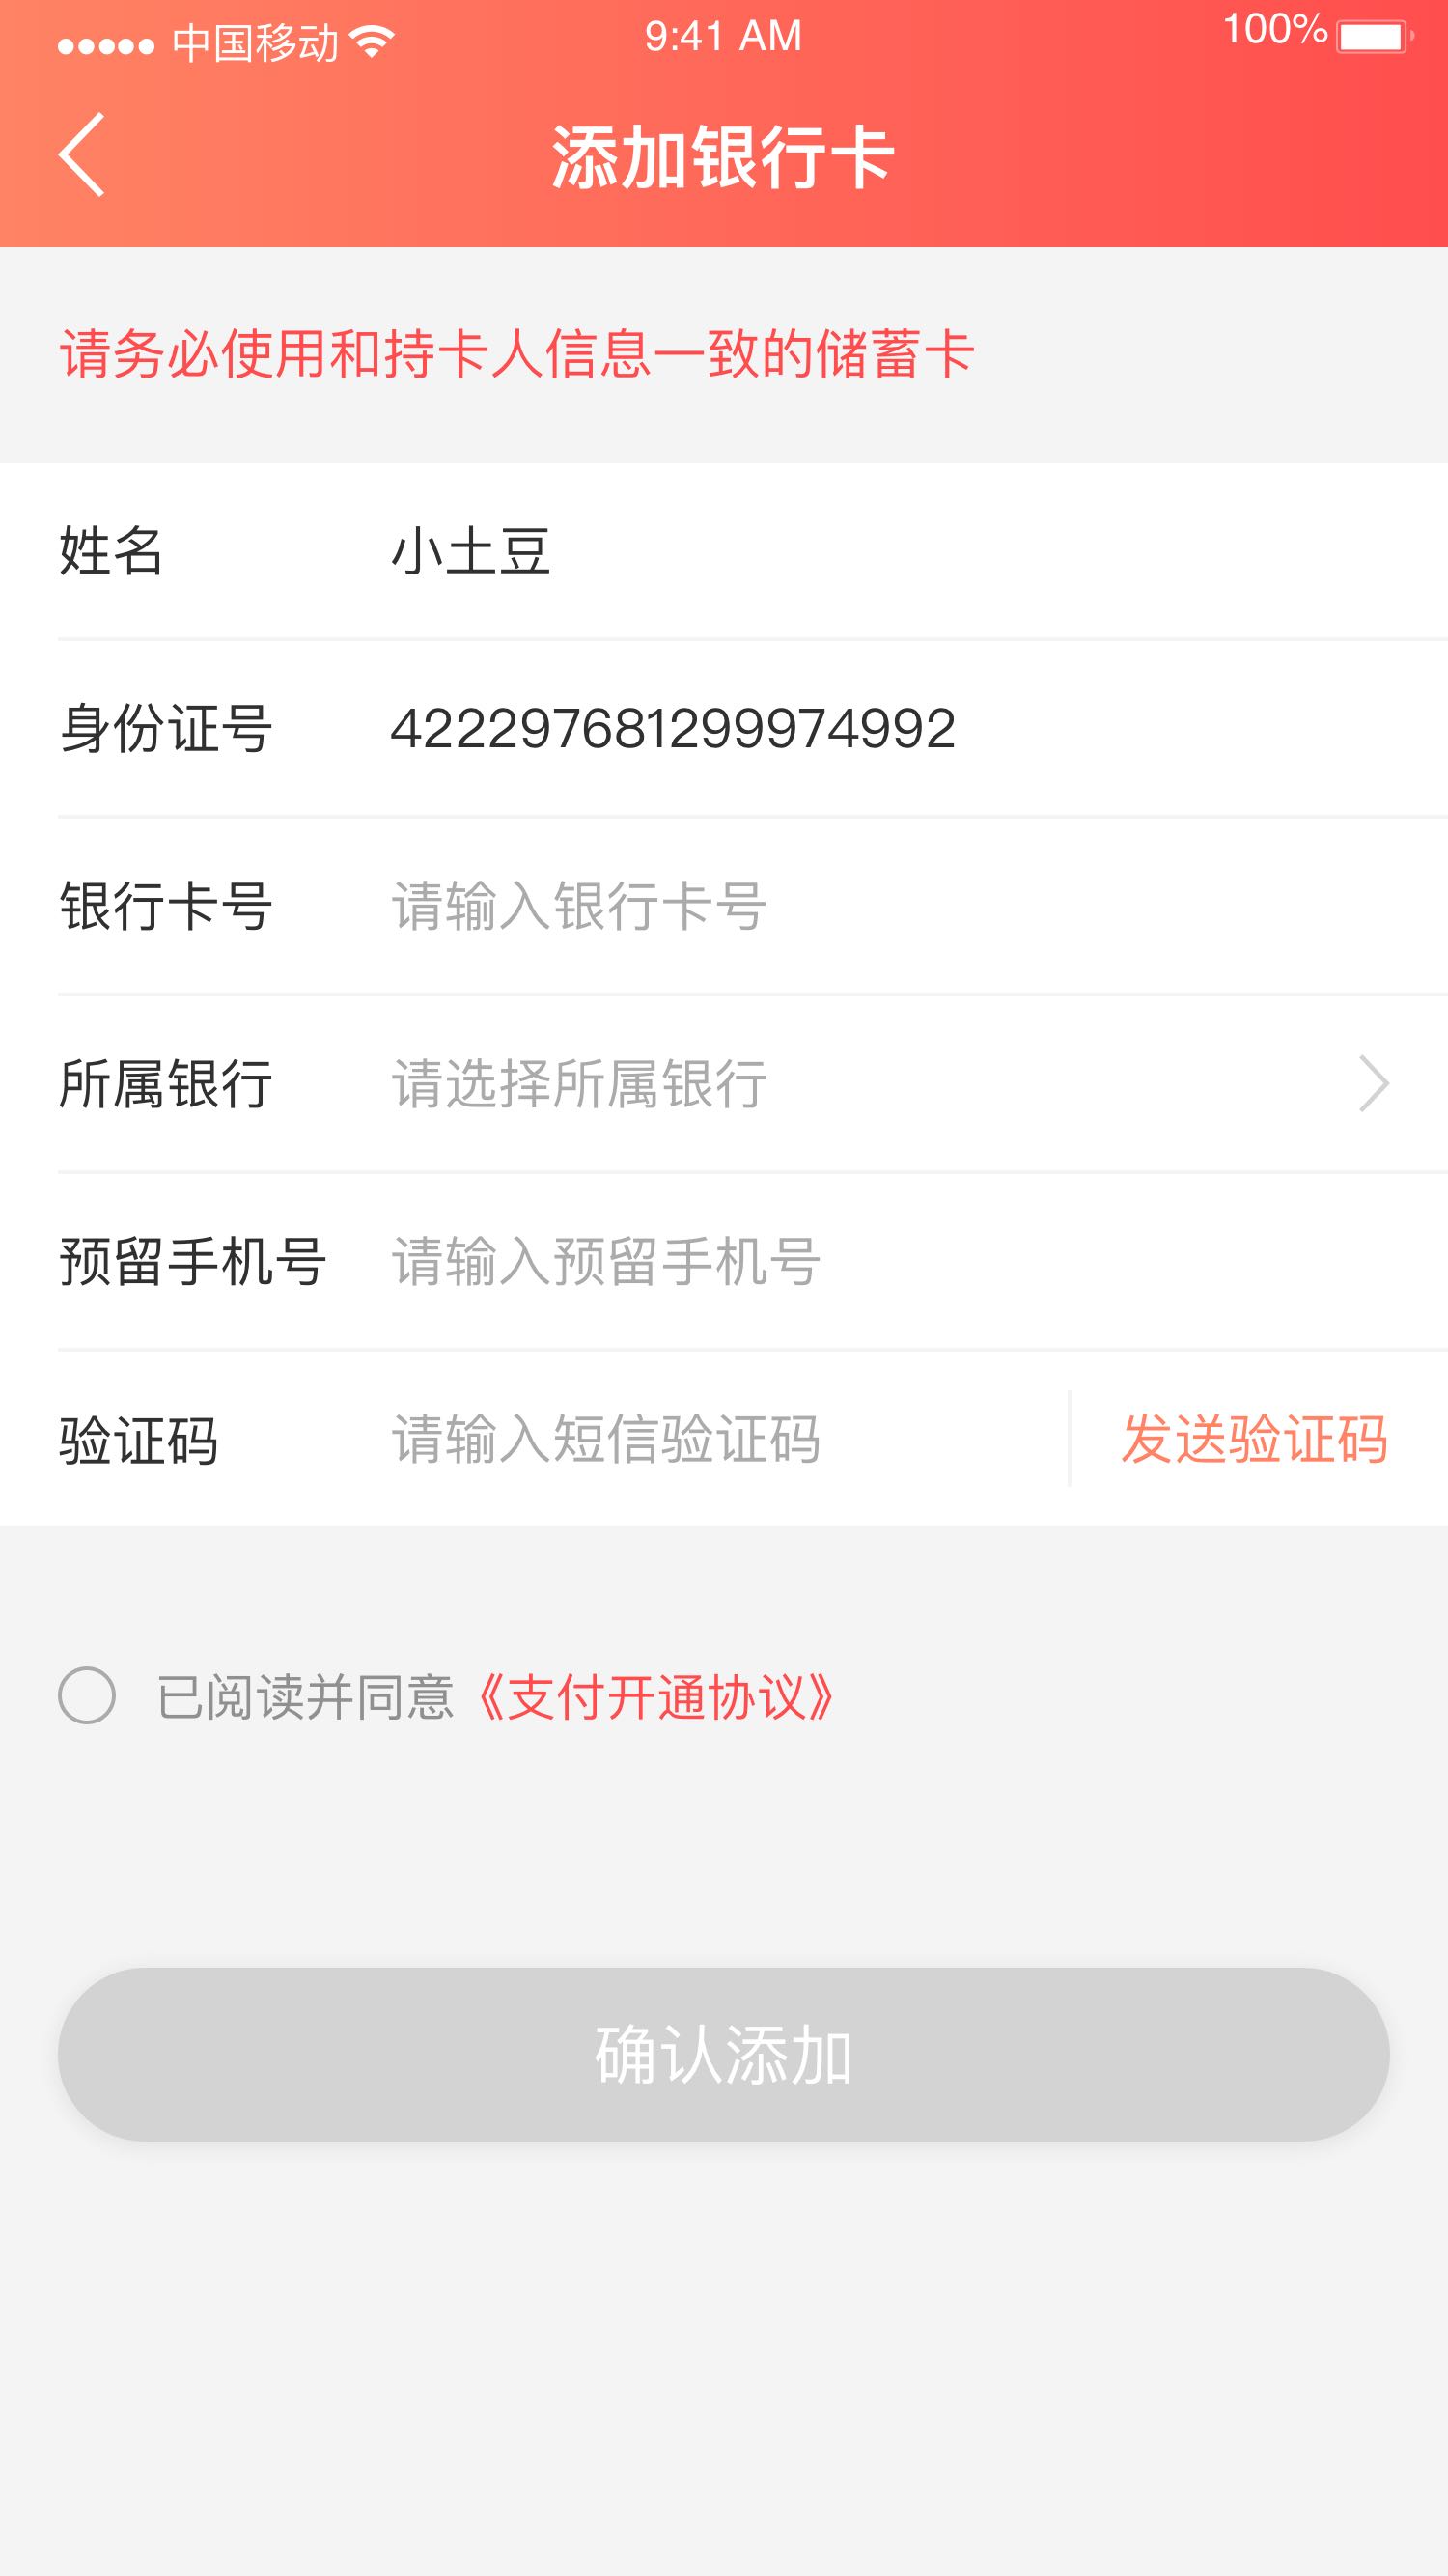 中国移动 9:41 AM 100%
添加银行卡
请务必使用和持卡人信息一致的储蓄卡
姓名 小土豆
身份证号 422297681299974992
银行卡号 请输入银行卡号
所属银行 请选择所属银行
预留手机号 请输入预留手机号
验证码 请输入短信验证码 发送验证码
已阅读并同意《支付开通协议》
确认添加